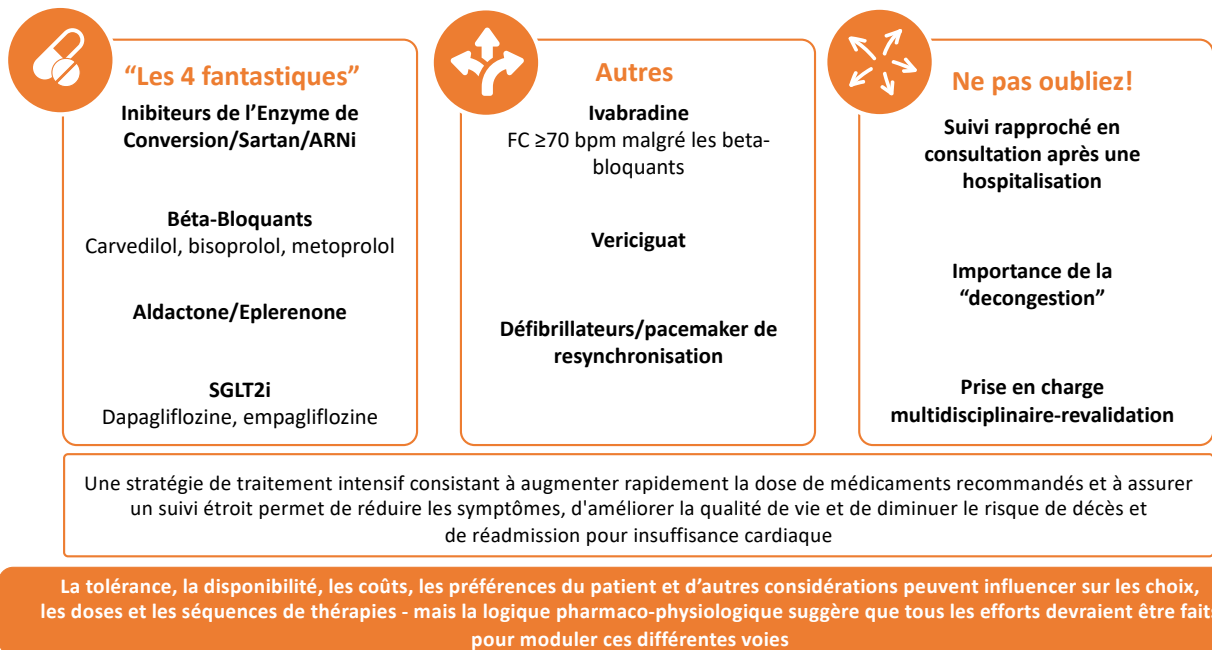 “Les 4 fantastiques”
Inibiteurs de l’Enzyme de
Conversion/Sartan/ARNi
Béta-Bloquants
Carvedilol, bisoprolol, metoprolol
Aldactone/Eplerenone
SGLT2i
Dapagliflozine, empagliflozine
Autres
Ivabradine
FC ≥70 bpm malgré les beta-
bloquants
Vericiguat
Défibrillateurs/pacemaker de
resynchronisation
Ne pas oubliez!
Suivi rapproché en
consultation après une
hospitalisation
Importance de la
“decongestion”
Prise en charge
multidisciplinaire-revalidation
Une stratégie de traitement intensif consistant à augmenter rapidement la dose de médicaments recommandés et à assurer
un suivi étroit permet de réduire les symptômes, d'améliorer la qualité de vie et de diminuer le risque de décès et
de réadmission pour insuffisance cardiaque
La tolérance, la disponibilité, les coûts, les préférences du patient et d’autres considérations peuvent influencer sur les choix,
les doses et les séquences de thérapies - mais la logique pharmaco-physiologique suggère que tous les efforts devraient être faits
pour moduler ces différentes voies